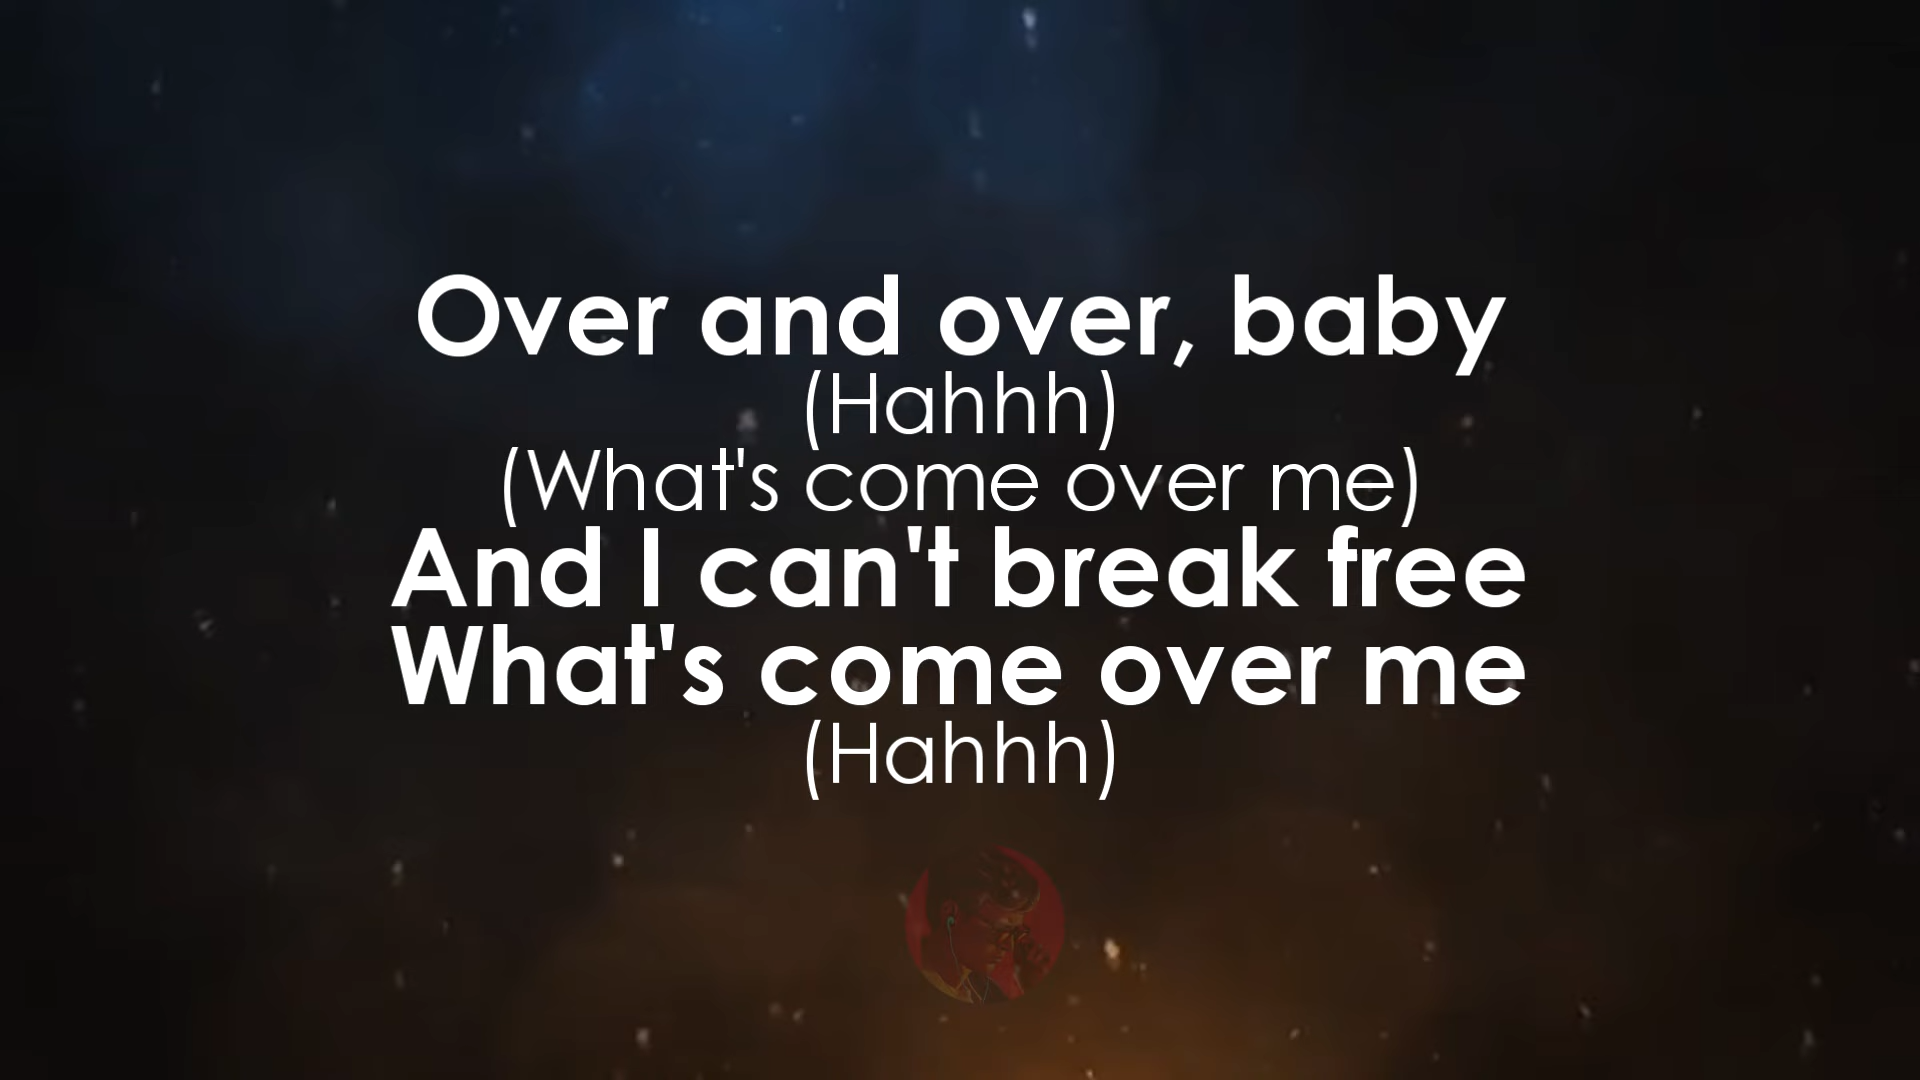 Over and over, baby
(Hahhh)
(What's come over me)
And I can't break free
What's come over me
(Hahhh)